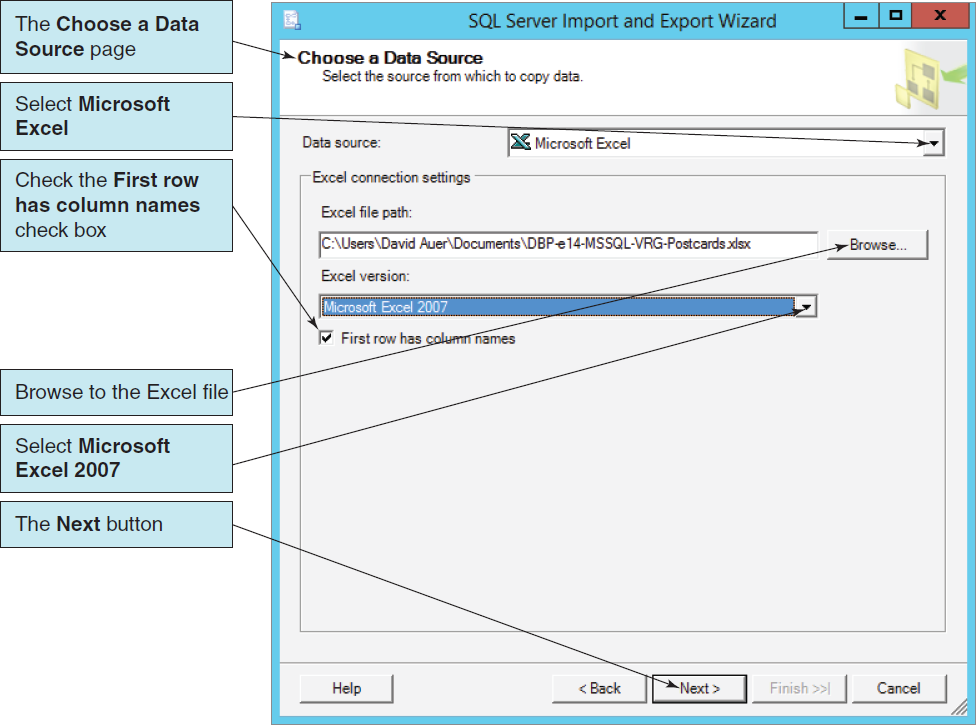 The Choose a Data
Source page
Select Microsoft
Excel
Check the First row
has column names
check box
Browse to the Excel file
Select Microsoft
Excel 2007
The Next button
SQL Server Import and Export Wizard
Choose a Data Source
Select the source from which to copy data.
Data source:
Microsoft Excel
Excel connection settings
Excel file path:
C:\Users\David Auer\Documents\DBP-e14-MSSQL-VRG-Postcards.xlsx
Browse...
Excel version:
Microsoft Excel 2007
First row has column names
Help
< Back
Next >
Finish >>|
Cancel